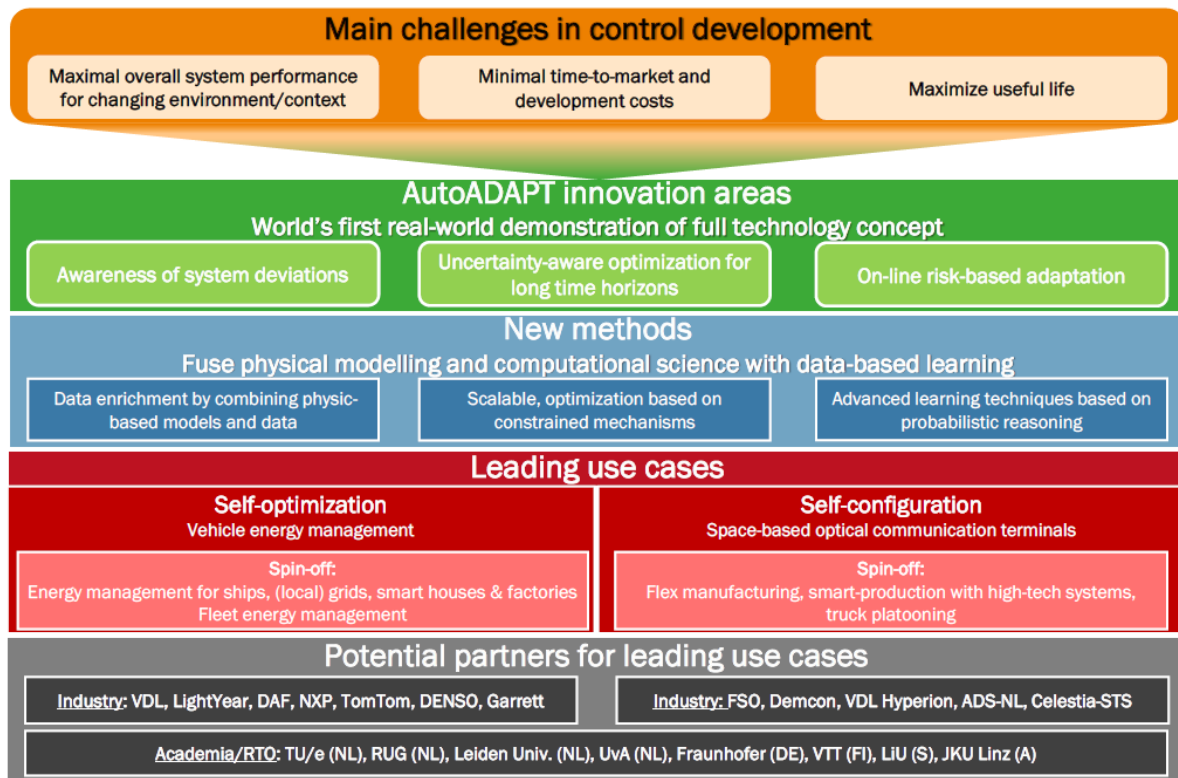 Main challenges in control development
Maximal overall system performance
for changing environment/context
Minimal time-to-market and
development costs
Maximize useful life
AutoADAPT innovation areas
World's first real-world demonstration of full technology concept
Awareness of system deviations
Uncertainty-aware optimization for
long time horizons
On-line risk-based adaptation
New methods
Fuse physical modelling and computational science with data-based learning
Data enrichment by combining physic-
based models and data
Scalable, optimization based on
constrained mechanisms
Advanced learning techniques based on
probabilistic reasoning
Leading use cases
Self-optimization
Vehicle energy management
Spin-off:
Energy management for ships, (local) grids, smart houses & factories
Fleet energy management
Self-configuration
Space-based optical communication terminals
Spin-off:
Flex manufacturing, smart-production with high-tech systems,
truck platooning
Potential partners for leading use cases
Industry: VDL, LightYear, DAF, NXP, TomTom, DENSO, Garrett
Industry: FSO, Demcon, VDL Hyperion, ADS-NL, Celestia-STS
Academia/RTO: TU/e (NL), RUG (NL), Leiden Univ. (NL), UvA (NL), Fraunhofer (DE), VTT (FI), LiU (S), JKU Linz (A)